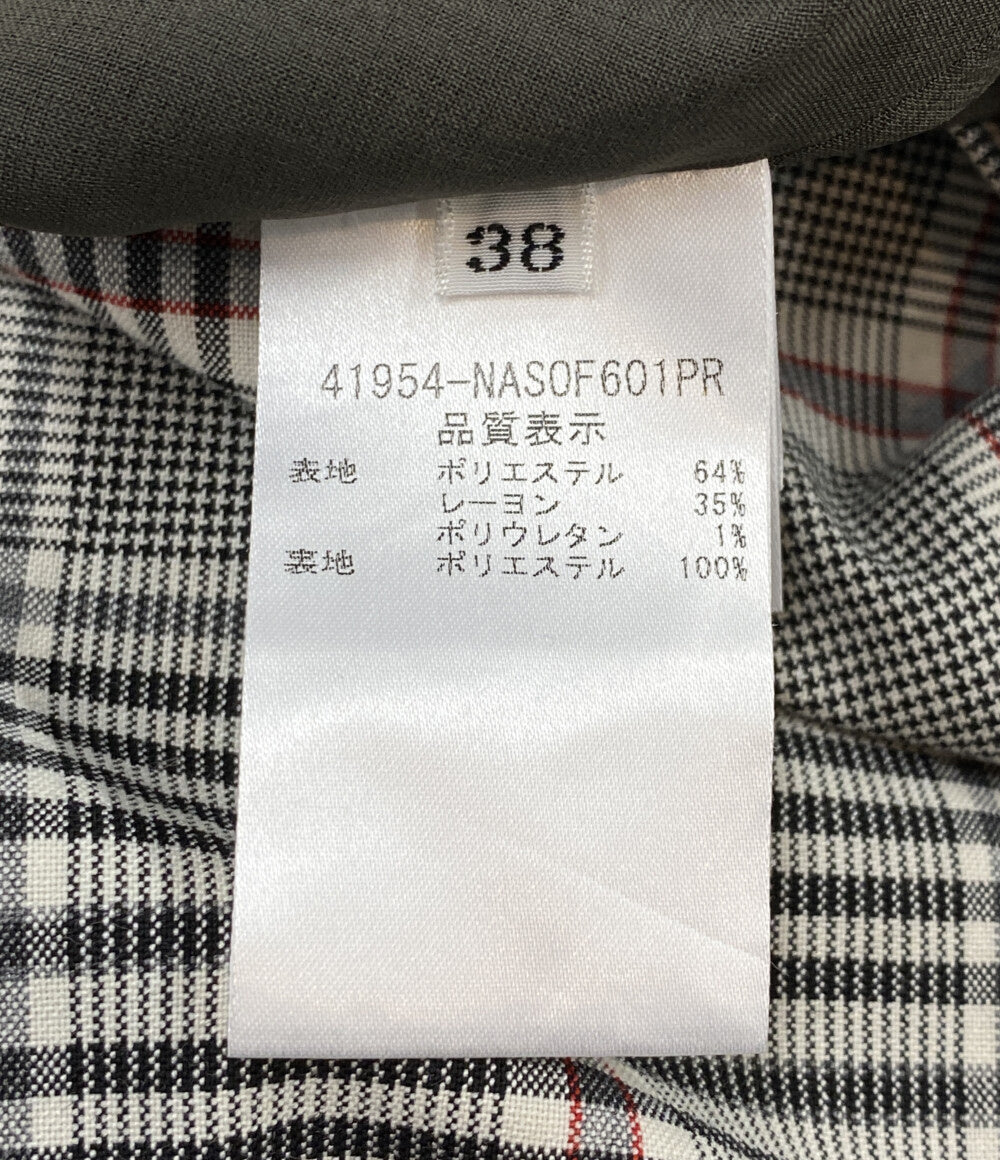 38
41954-NASOF601PR
品質表示
表地 ポリエステル 64%
レーヨン 35%
ポリウレタン 1%
表地 ポリエステル 100%